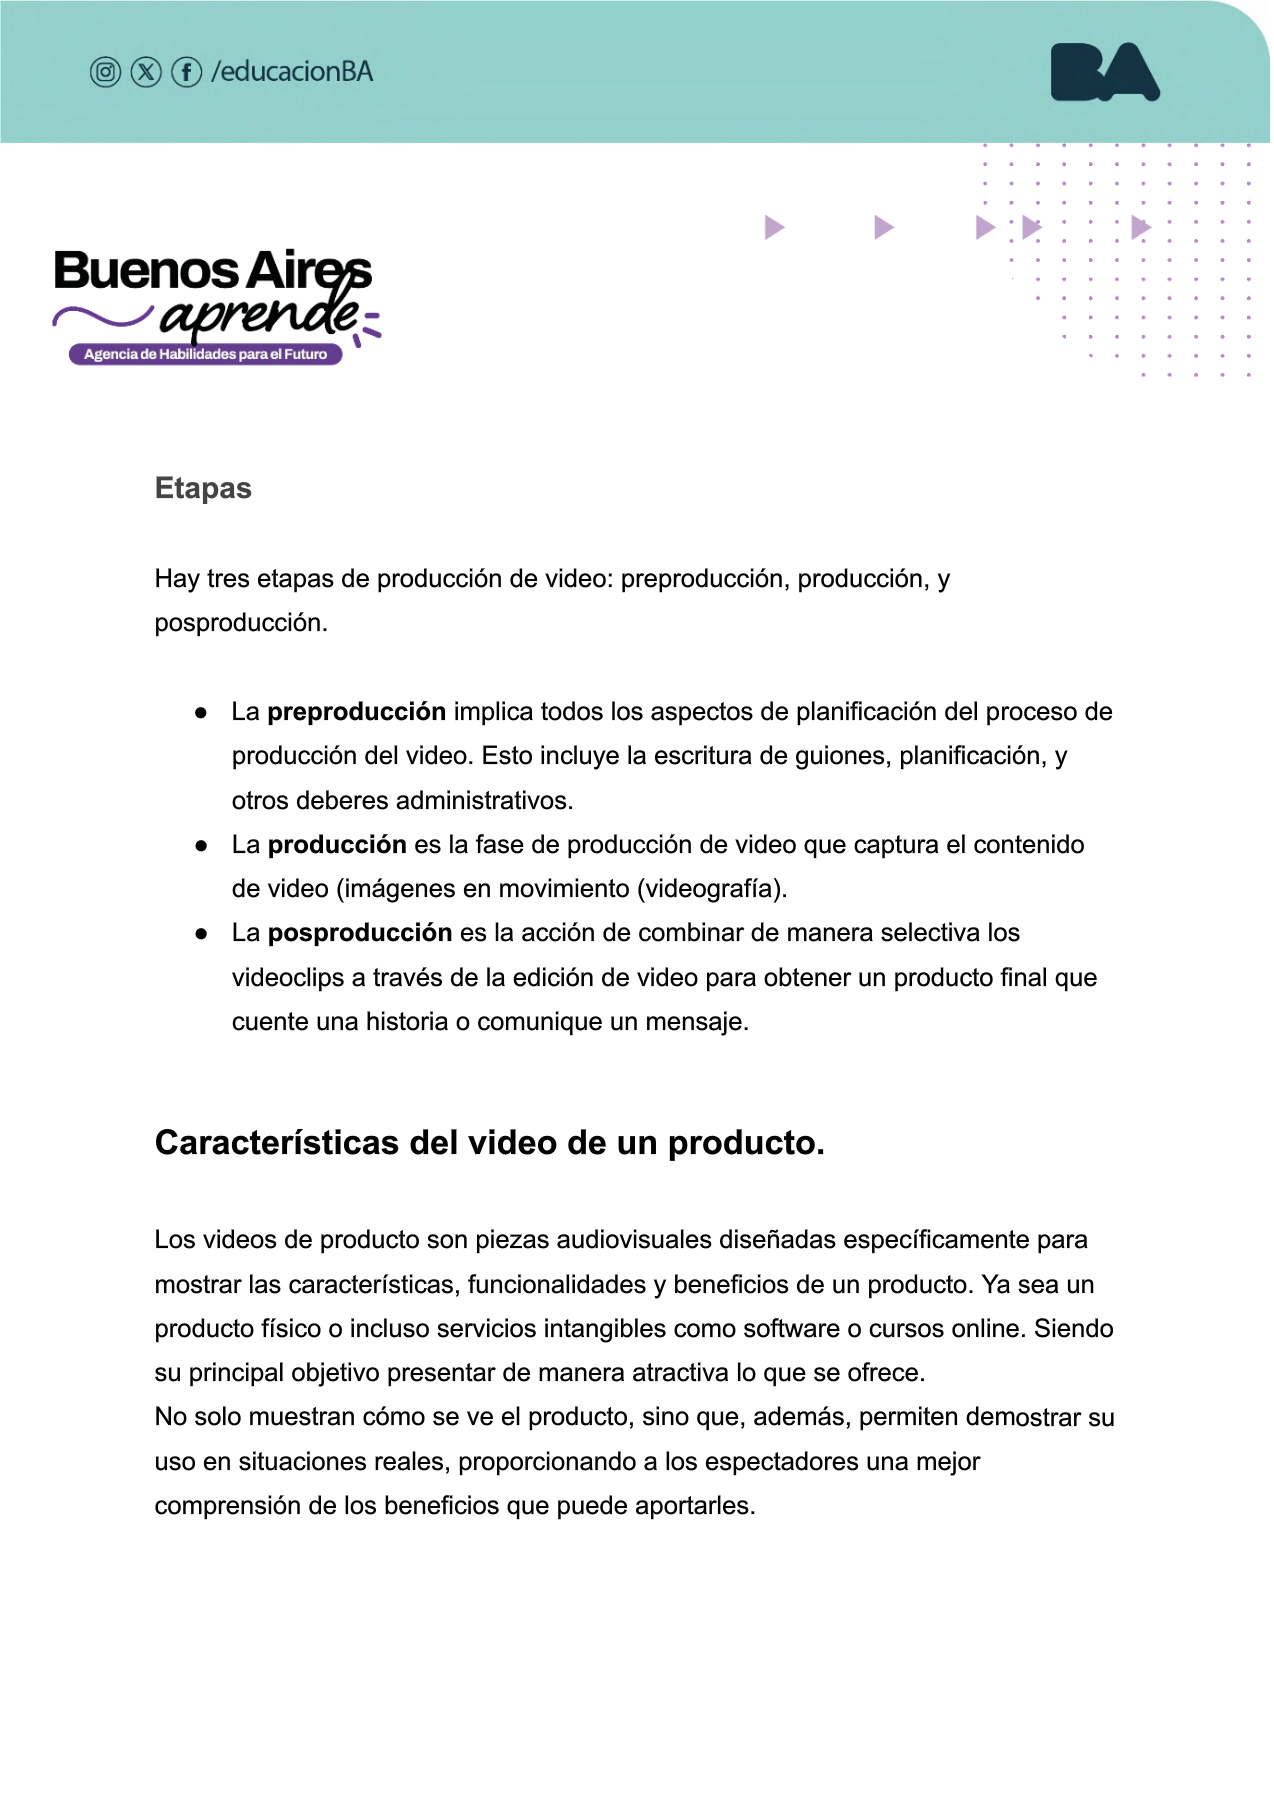 /educacionBA
BA
Buenos Aires
aprende
Agencia de Habilidades para el Futuro
Etapas
Hay tres etapas de producción de video: preproducción, producción, y
posproducción.
● La preproducción implica todos los aspectos de planificación del proceso de
producción del video. Esto incluye la escritura de guiones, planificación, y
otros deberes administrativos.
● La producción es la fase de producción de video que captura el contenido
de video (imágenes en movimiento (videografía).
● La posproducción es la acción de combinar de manera selectiva los
videoclips a través de la edición de video para obtener un producto final que
cuente una historia o comunique un mensaje.
Características del video de un producto.
Los videos de producto son piezas audiovisuales diseñadas específicamente para
mostrar las características, funcionalidades y beneficios de un producto. Ya sea un
producto físico o incluso servicios intangibles como software o cursos online. Siendo
su principal objetivo presentar de manera atractiva lo que se ofrece.
No solo muestran cómo se ve el producto, sino que, además, permiten demostrar su
uso en situaciones reales, proporcionando a los espectadores una mejor
comprensión de los beneficios que puede aportarles.